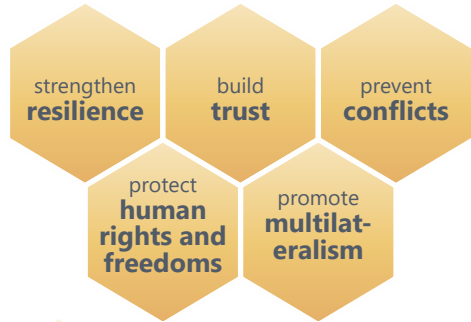 strengthen
resilience
build
trust
prevent
conflicts
protect
human
rights and
freedoms
promote
multilat-
eralism